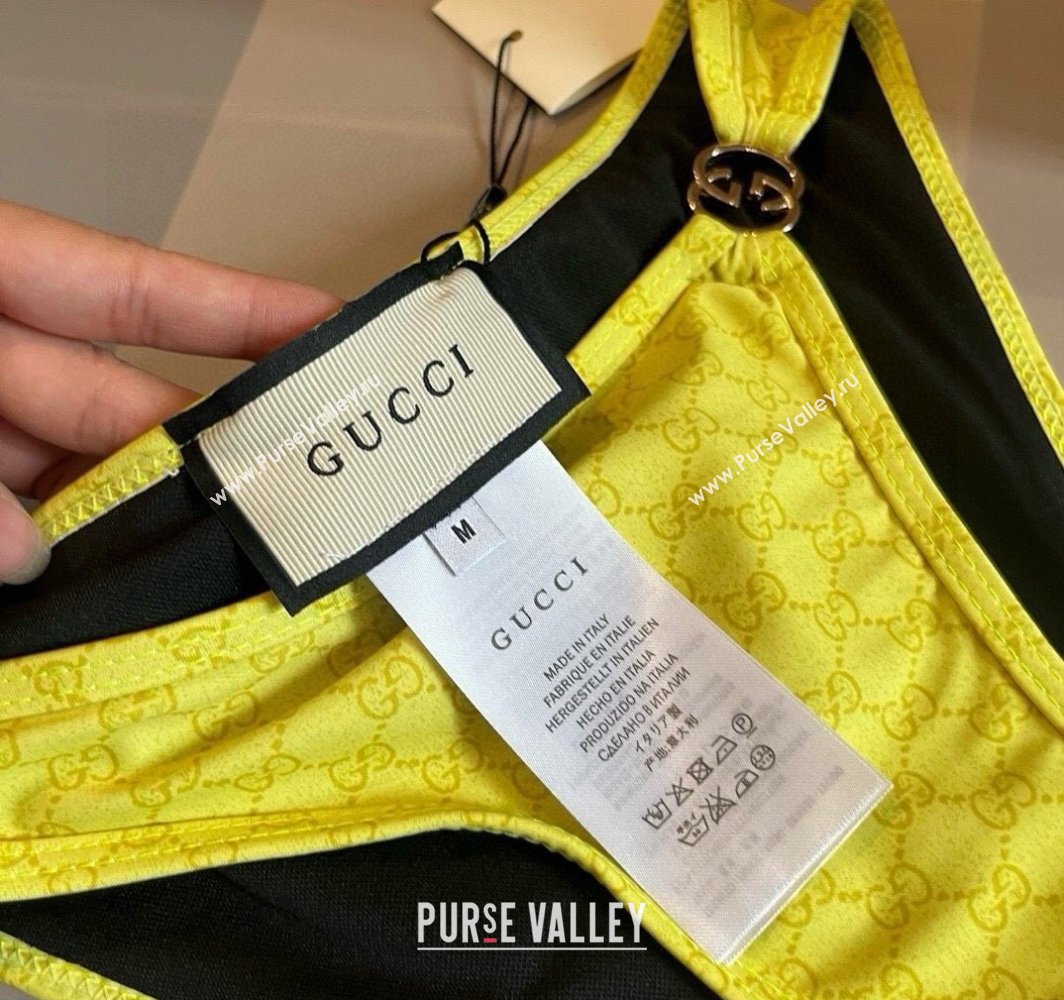 GUCCI
www.PurseValley.ru
www.PurseValley.ru
M
GUCCI
MADE IN ITALY
FABRIQUE EN ITALIE
HERGESTELLT IN ITALIEN
HECHO EN ITALIA
PRODUZIDO NA ITALIA
СДЕЛАНО В ИТАЛИИ
イタリア製
产地:意大利
PURSE VALLEY